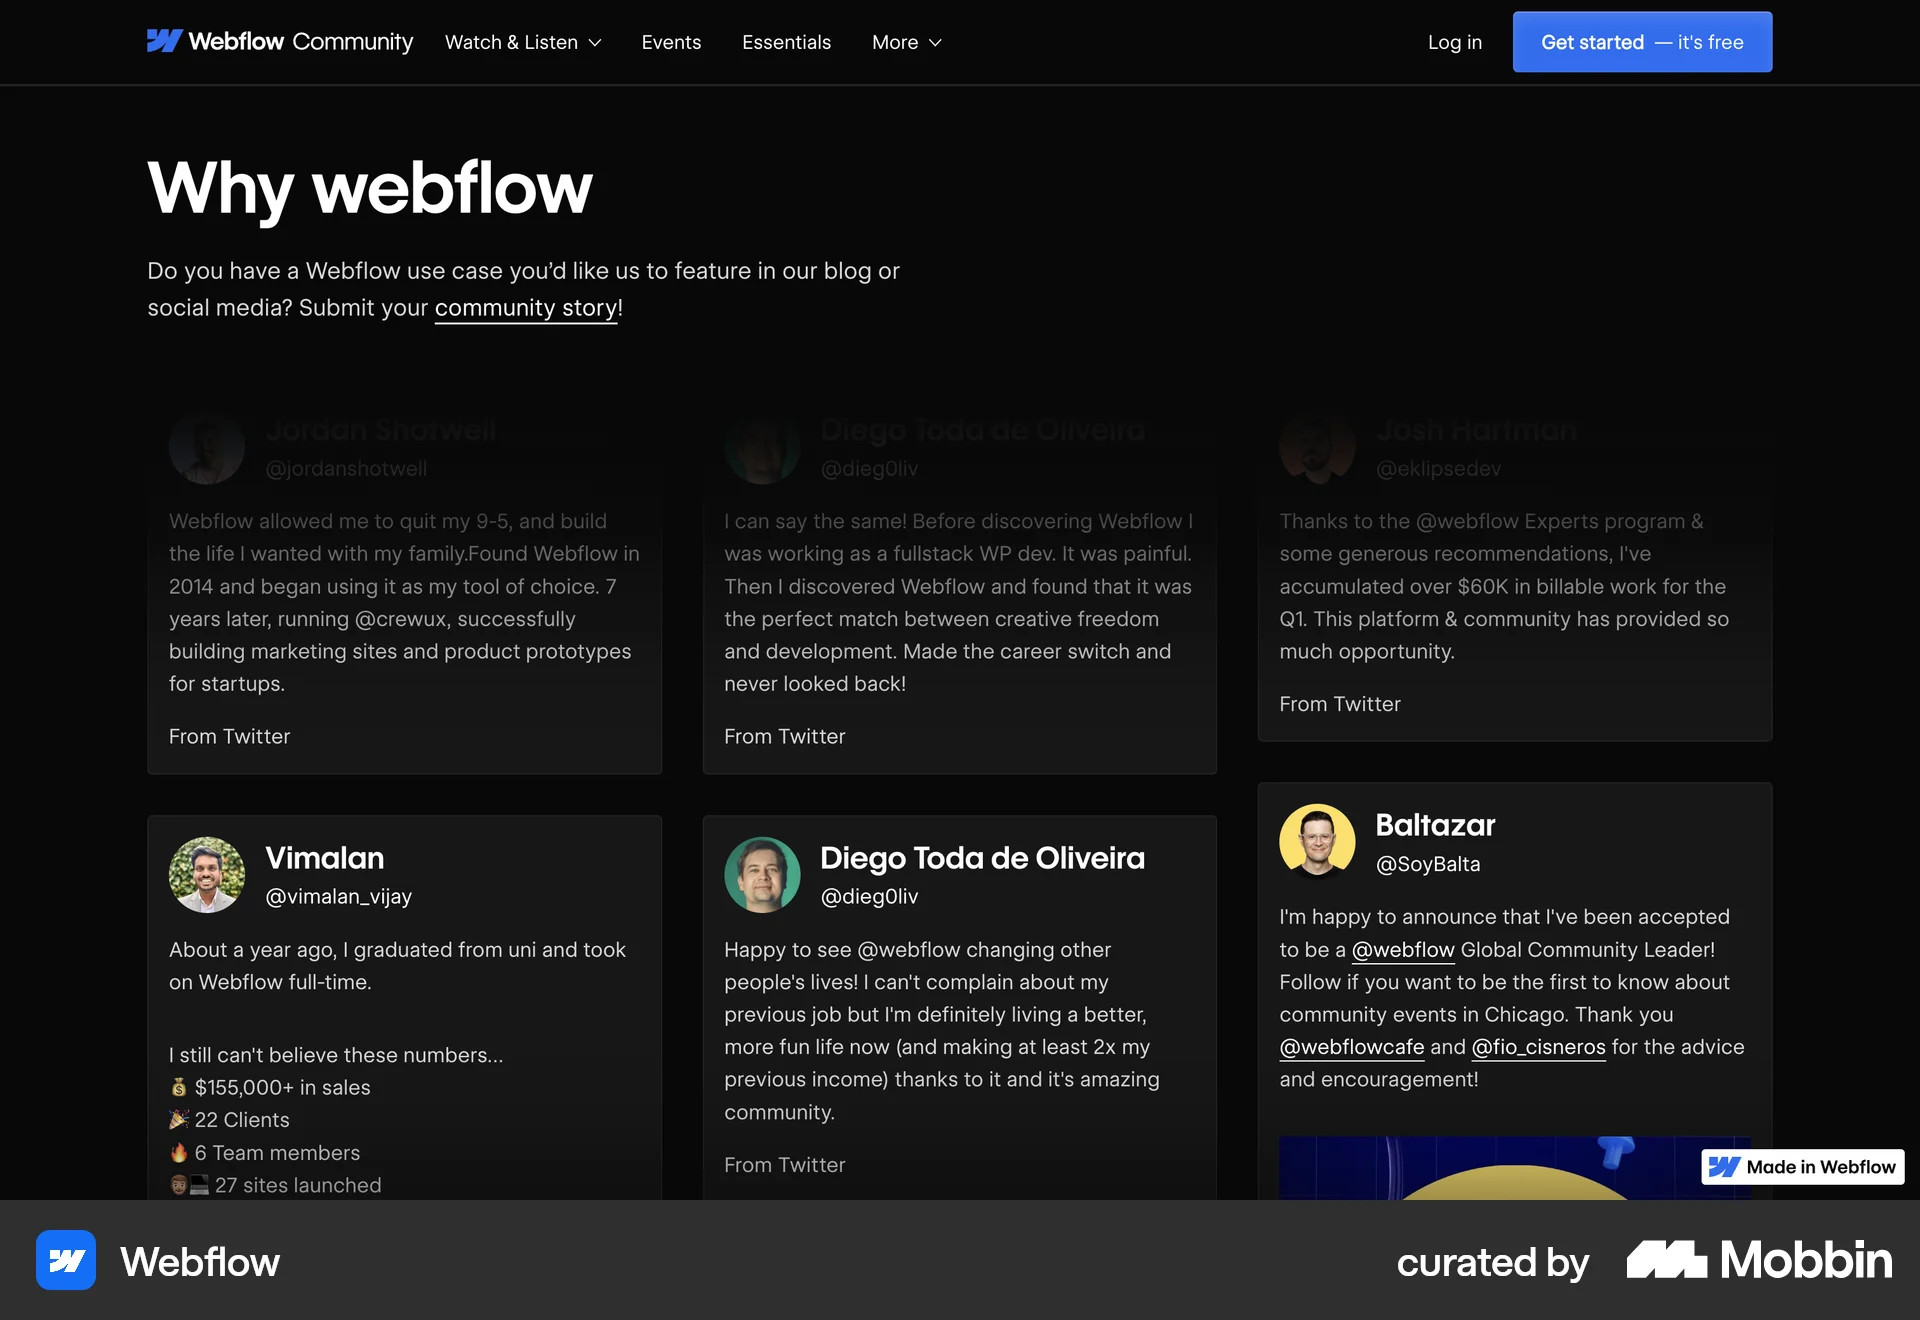 Webflow Community
Watch & Listen
Events
Essentials
More
Log in
Get started — it's free
Why webflow
Do you have a Webflow use case you’d like us to feature in our blog or
social media? Submit your community story!
Jordan Shotwell
@jordanshotwell
Webflow allowed me to quit my 9-5, and build
the life I wanted with my family.Found Webflow in
2014 and began using it as my tool of choice. 7
years later, running @crewux, successfully
building marketing sites and product prototypes
for startups.
From Twitter
Diego Toda de Oliveira
@dieg0liv
I can say the same! Before discovering Webflow I
was working as a fullstack WP dev. It was painful.
Then I discovered Webflow and found that it was
the perfect match between creative freedom
and development. Made the career switch and
never looked back!
From Twitter
Josh Hartman
@eklipsedev
Thanks to the @webflow Experts program &
some generous recommendations, I've
accumulated over $60K in billable work for the
Q1. This platform & community has provided so
much opportunity.
From Twitter
Vimalan
@vimalan_vijay
About a year ago, I graduated from uni and took
on Webflow full-time.
I still can't believe these numbers...
💰 $155,000+ in sales
🎉 22 Clients
🔥 6 Team members
👨🏽‍💻 27 sites launched
Diego Toda de Oliveira
@dieg0liv
Happy to see @webflow changing other
people's lives! I can't complain about my
previous job but I'm definitely living a better,
more fun life now (and making at least 2x my
previous income) thanks to it and it's amazing
community.
From Twitter
Baltazar
@SoyBalta
I'm happy to announce that I've been accepted
to be a @webflow Global Community Leader!
Follow if you want to be the first to know about
community events in Chicago. Thank you
@webflowcafe and @fio_cisneros for the advice
and encouragement!
Made in Webflow
Webflow
curated by Mobbin